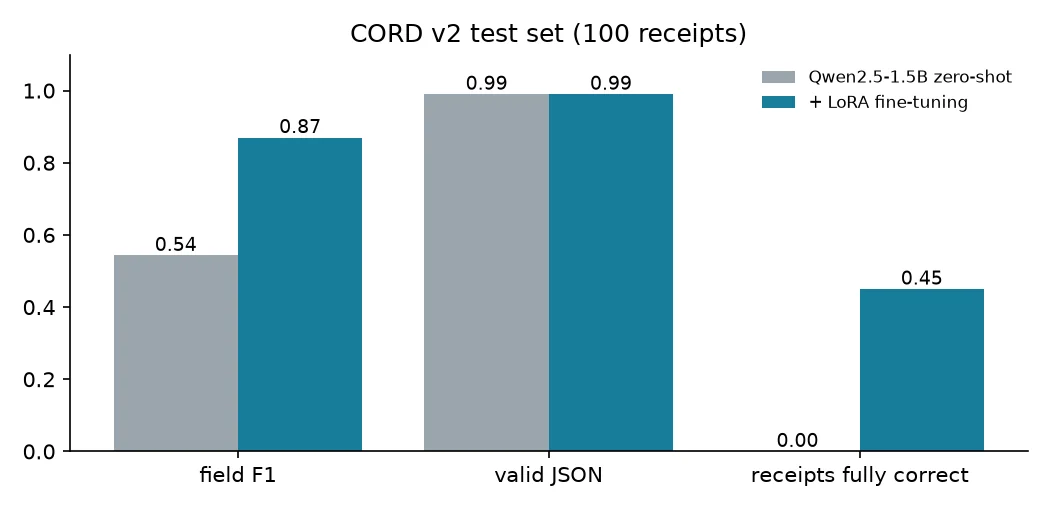 CORD v2 test set (100 receipts)
Qwen2.5-1.5B zero-shot
+ LoRA fine-tuning
1.0
0.8
0.6
0.4
0.2
0.0
0.54
0.87
0.99
0.99
0.00
0.45
field F1
valid JSON
receipts fully correct